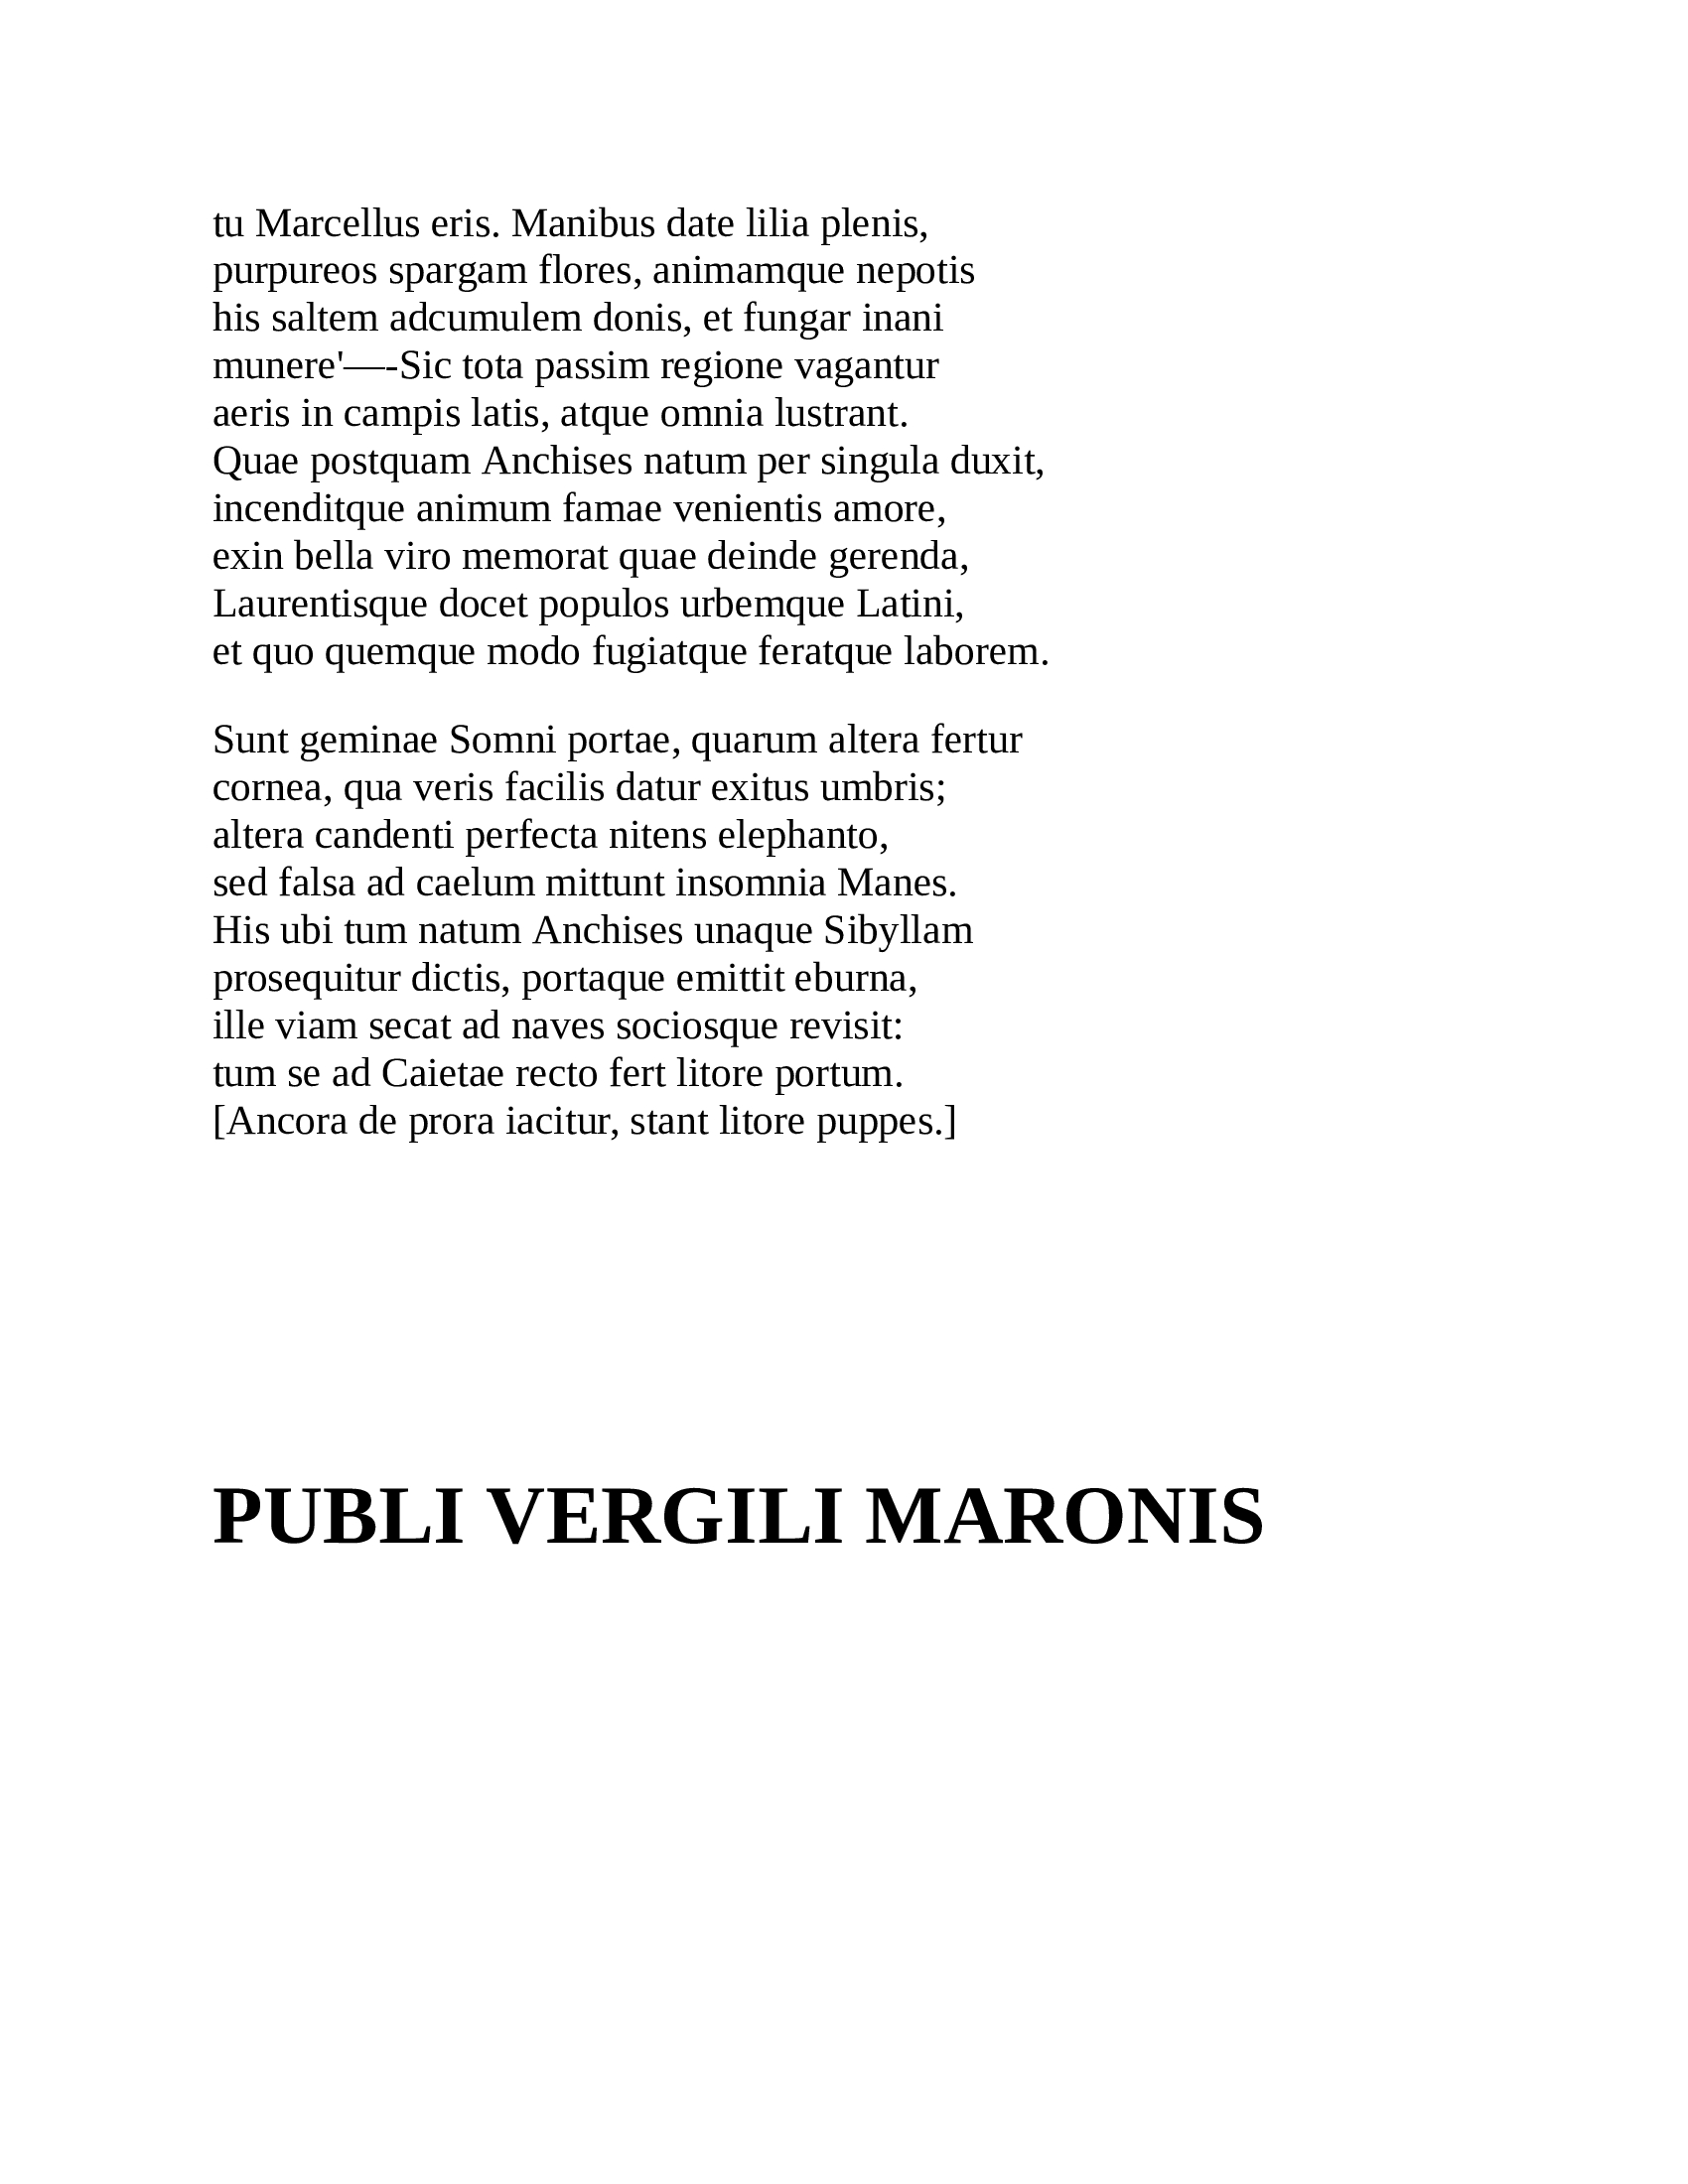 tu Marcellus eris. Manibus date lilia plenis,
purpureos spargam flores, animamque nepotis
his saltem adcumulem donis, et fungar inani
munere'—-Sic tota passim regione vagantur
aeris in campis latis, atque omnia lustrant.
Quae postquam Anchises natum per singula duxit,
incenditque animum famae venientis amore,
exin bella viro memorat quae deinde gerenda,
Laurentisque docet populos urbemque Latini,
et quo quemque modo fugiatque feratque laborem.

Sunt geminae Somni portae, quarum altera fertur
cornea, qua veris facilis datur exitus umbris;
altera candenti perfecta nitens elephanto,
sed falsa ad caelum mittunt insomnia Manes.
His ubi tum natum Anchises unaque Sibyllam
prosequitur dictis, portaque emittit eburna,
ille viam secat ad naves sociosque revisit:
tum se ad Caietae recto fert litore portum.
[Ancora de prora iacitur, stant litore puppes.]

PUBLI VERGILI MARONIS